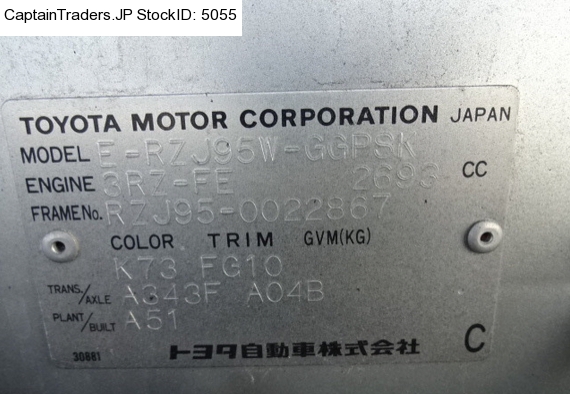 CaptainTraders.JP StockID: 5055
TOYOTA MOTOR CORPORATION JAPAN
MODEL E-RZJ95W-GGPSK
ENGINE 3RZ-FE 2693 CC
FRAME No. RZJ95-0022867
COLOR TRIM GVM(KG)
K73 FG10
TRANS./AXLE A343F A04B
PLANT/BUILT A51
30881 トヨタ自動車株式会社 C